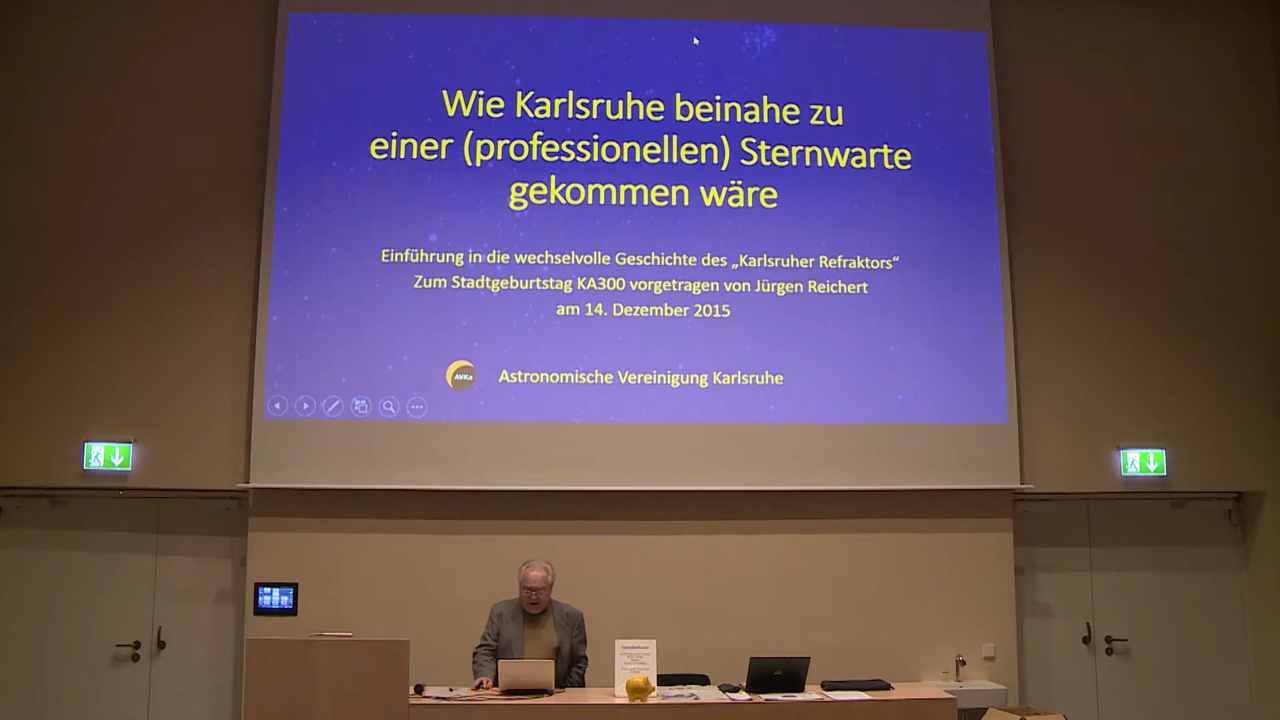 Wie Karlsruhe beinahe zu
einer (professionellen) Sternwarte
gekommen wäre
Einführung in die wechselvolle Geschichte des „Karlsruher Refraktors“
Zum Stadtgeburtstag KA300 vorgetragen von Jürgen Reichert
am 14. Dezember 2015
AVKa
Astronomische Vereinigung Karlsruhe